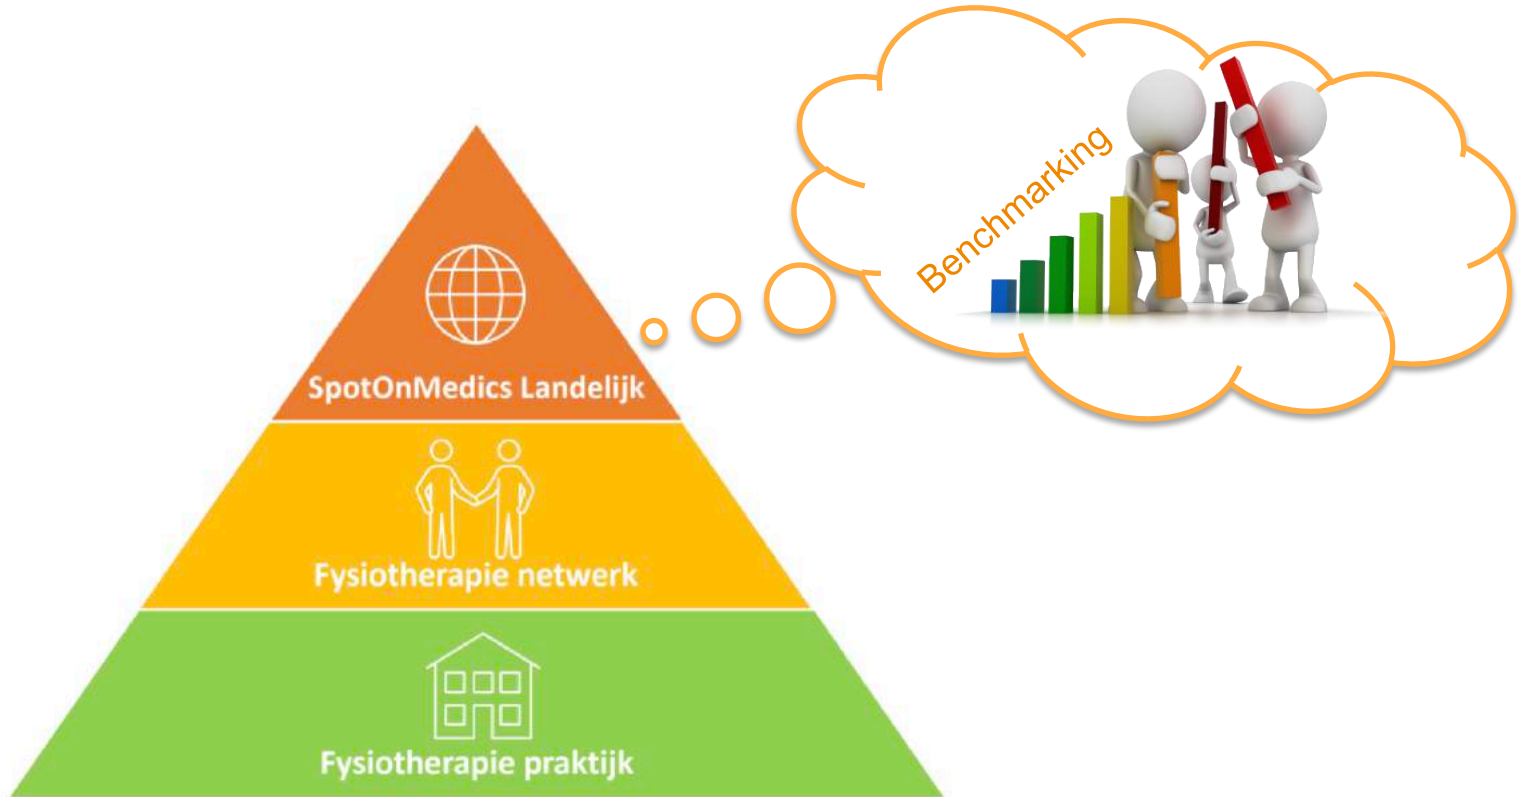 Benchmarking
SpotOnMedics Landelijk
Fysiotherapie netwerk
Fysiotherapie praktijk